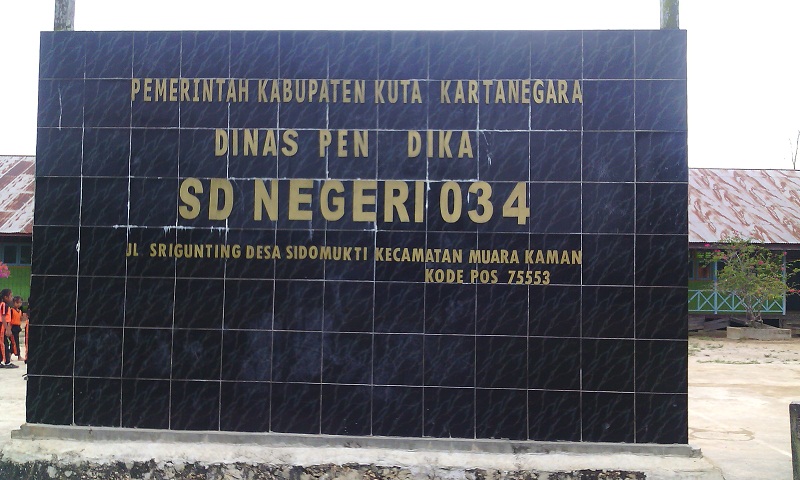 PEMERINTAH KABUPATEN KUTA KARTANEGARA
DINAS PEN DIKA
SD NEGERI 034
JL SRIGUNTING DESA SIDOMUKTI KECAMATAN MUARA KAMAN
KODE POS 75553